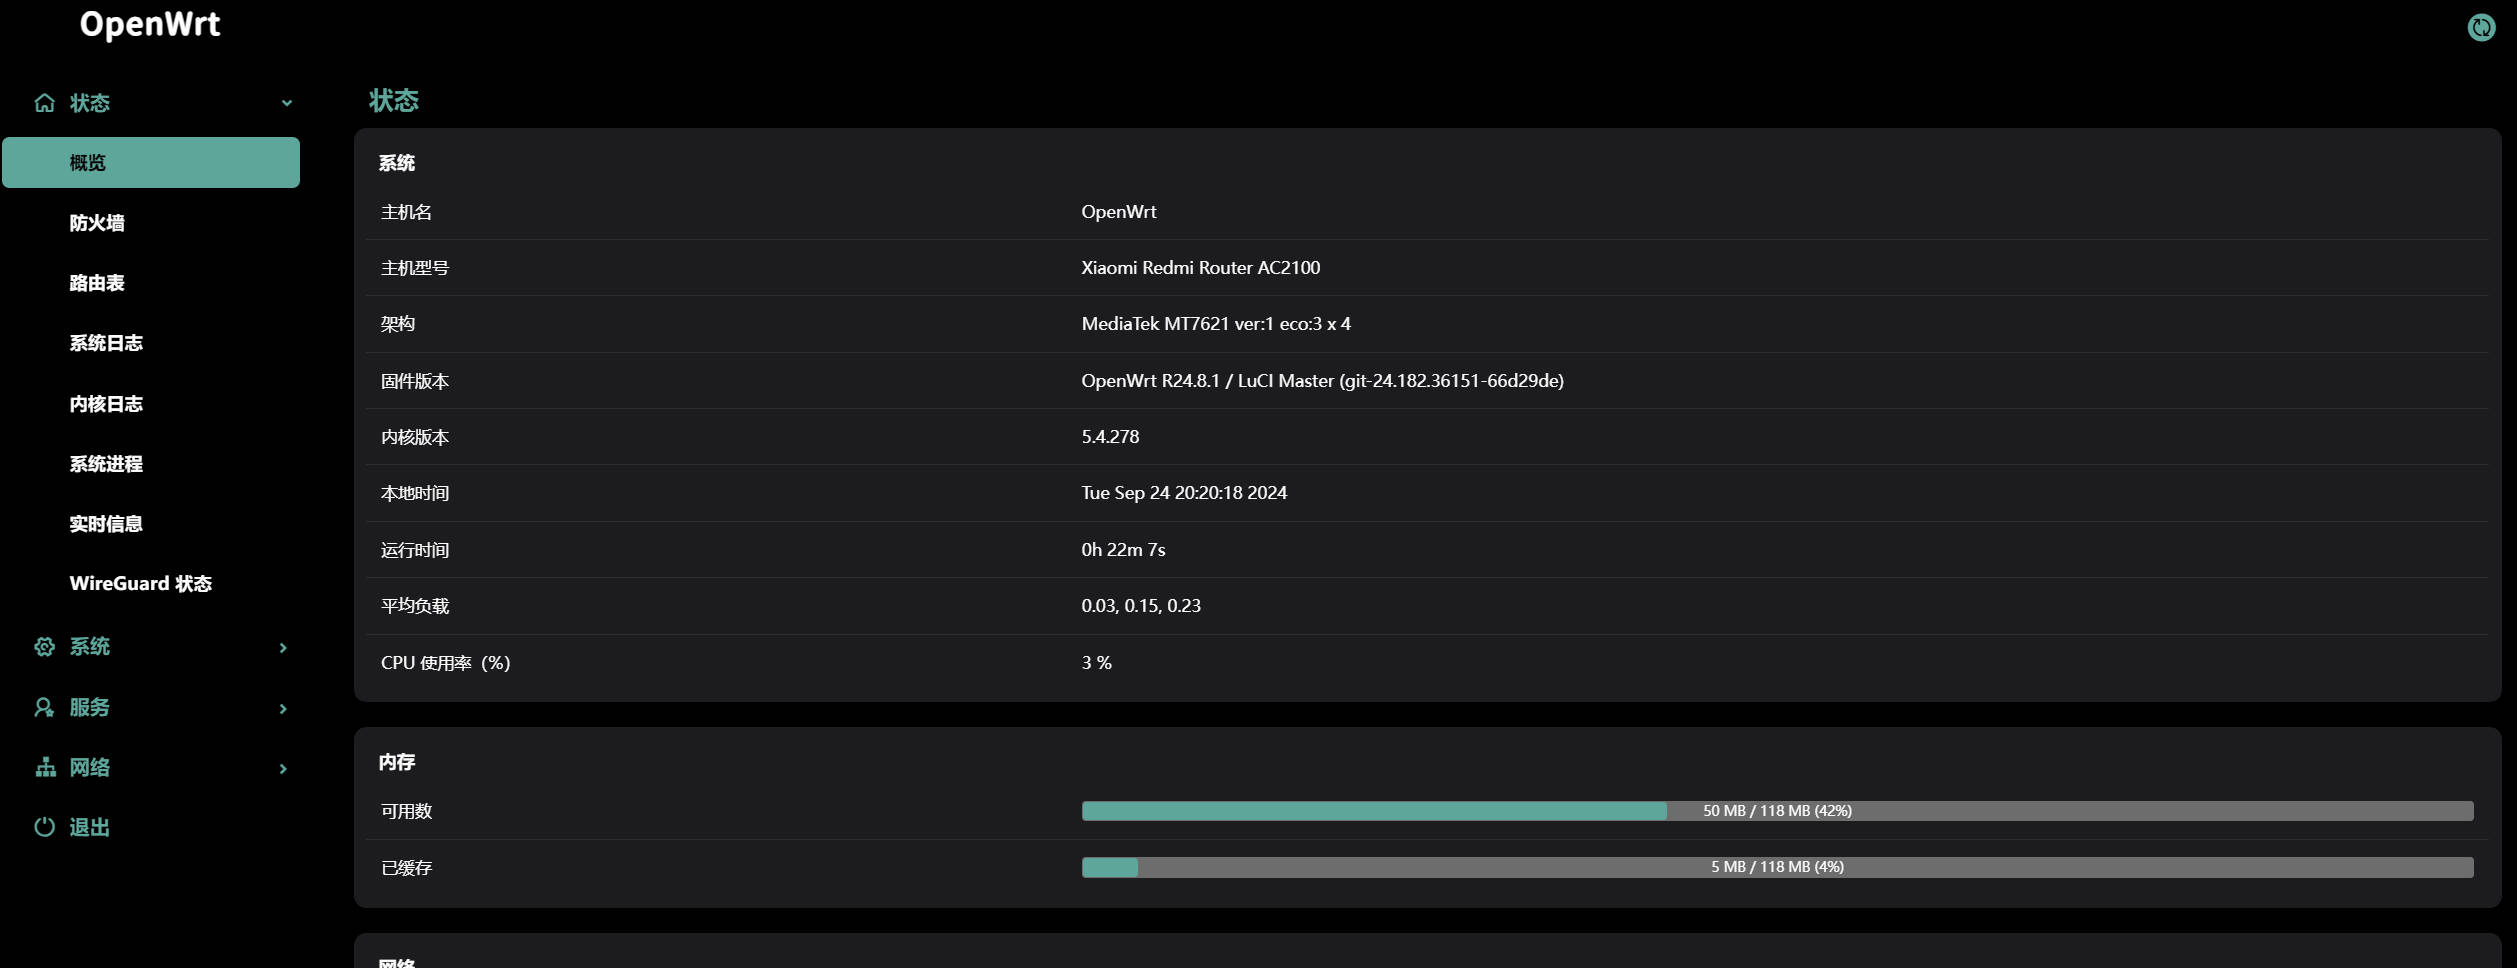 OpenWrt
状态
概览
防火墙
路由表
系统日志
内核日志
系统进程
实时信息
WireGuard 状态
系统
服务
网络
退出
状态
系统
主机名 OpenWrt
主机型号 Xiaomi Redmi Router AC2100
架构 MediaTek MT7621 ver:1 eco:3 x 4
固件版本 OpenWrt R24.8.1 / LuCI Master (git-24.182.36151-66d29de)
内核版本 5.4.278
本地时间 Tue Sep 24 20:20:18 2024
运行时间 0h 22m 7s
平均负载 0.03, 0.15, 0.23
CPU 使用率（%） 3 %
内存
可用数 50 MB / 118 MB (42%)
已缓存 5 MB / 118 MB (4%)
网络